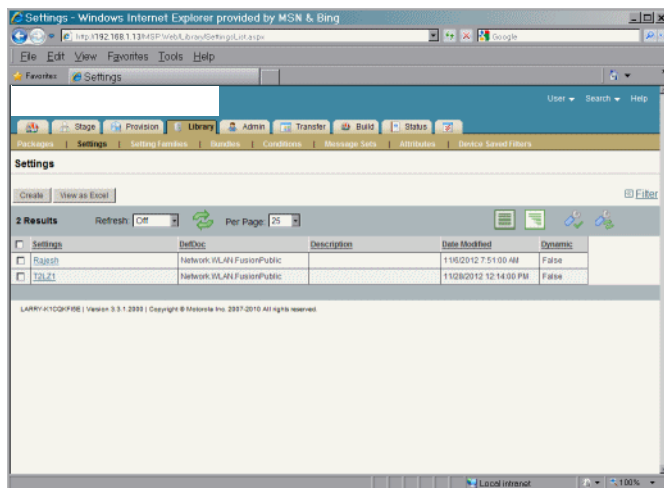 Settings - Windows Internet Explorer provided by MSN & Bing
http://192.168.1.13/MSP.Web/Library/SettingsList.aspx
Google
File Edit View Favorites Tools Help
Favorites Settings
User Search Help
Stage Provision Library Admin Transfer Build Status
Packages | Settings | Setting Families | Bundles | Conditions | Message Sets | Attributes | Device Saved Filters
Settings
Create View as Excel Filter
2 Results Refresh: Off Per Page: 25
Settings DefDoc Description Date Modified Dynamic
Rajesh Network.WLAN.FusionPublic 11/6/2012 7:51:00 AM False
T2LZ1 Network.WLAN.FusionPublic 11/28/2012 12:14:00 PM False
| Version 3.3.1.2000 | Copyright © Motorola Inc. 2007-2010 All rights reserved.
Local intranet 100%